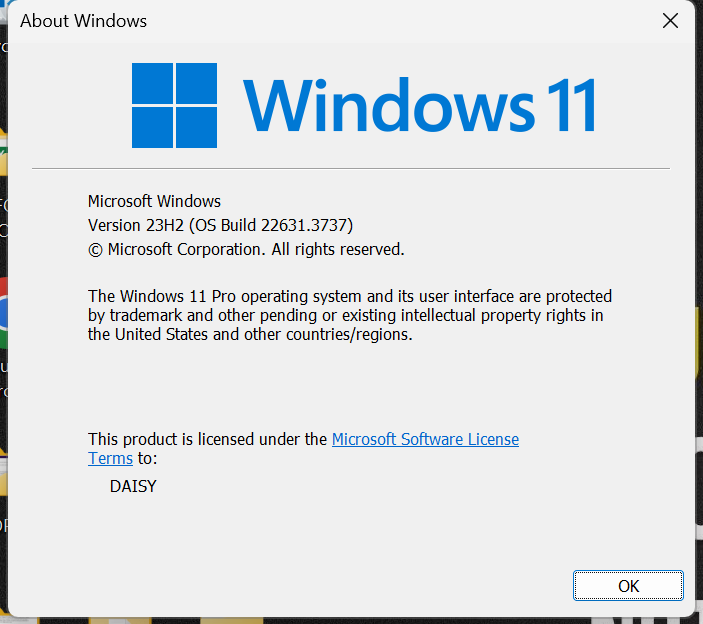 About Windows
Windows 11
Microsoft Windows
Version 23H2 (OS Build 22631.3737)
© Microsoft Corporation. All rights reserved.
The Windows 11 Pro operating system and its user interface are protected
by trademark and other pending or existing intellectual property rights in
the United States and other countries/regions.
This product is licensed under the Microsoft Software License
Terms to:
DAISY
OK